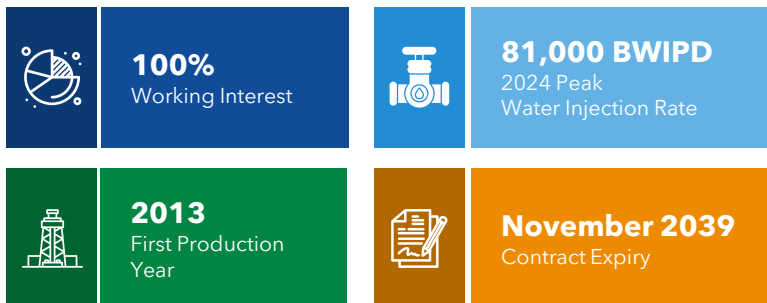 100%
Working Interest
81,000 BWIPD
2024 Peak
Water Injection Rate
2013
First Production
Year
November 2039
Contract Expiry